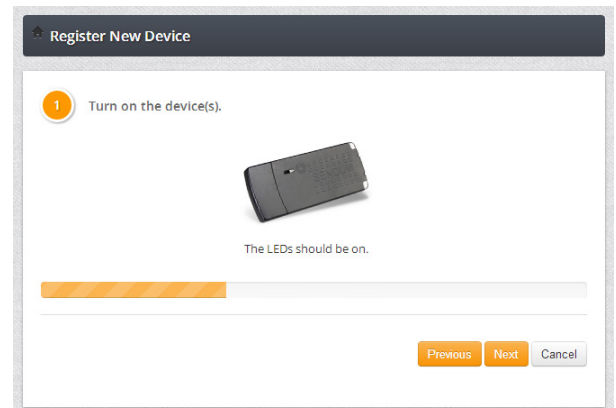 Register New Device
1
Turn on the device(s).
The LEDs should be on.
Previous
Next
Cancel